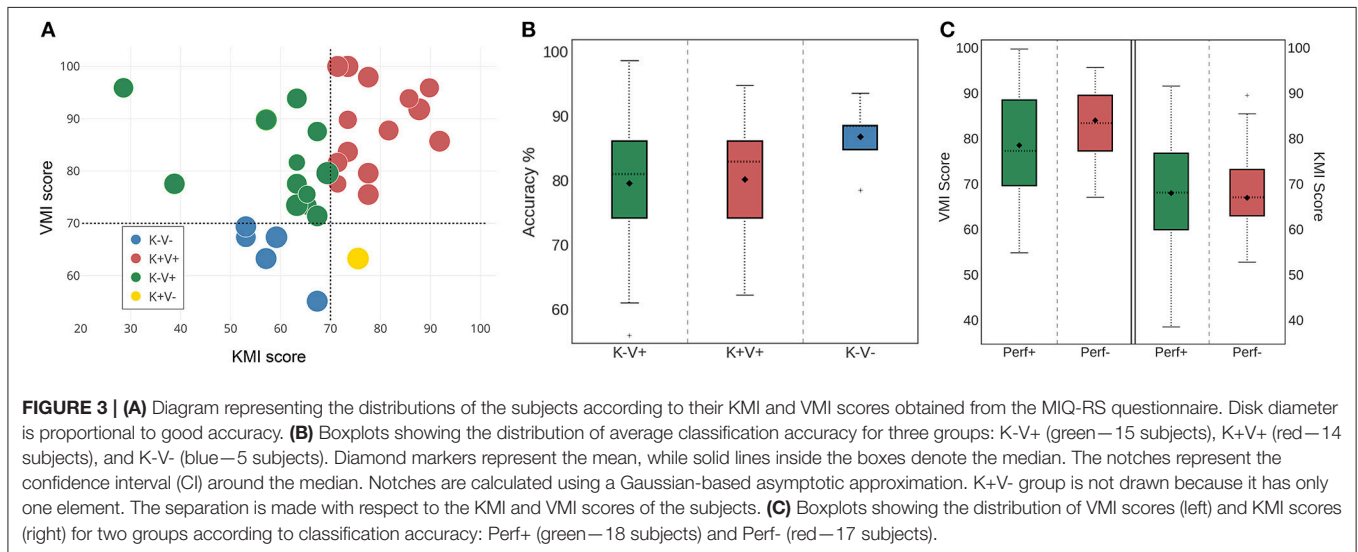 A
VMI score
100
90
80
70
60
K-V-
K+V+
K-V+
K+V-
20
30
40
50
60
70
80
90
100
KMI score
B
Accuracy %
100
90
80
70
60
K-V+
K+V+
K-V-
C
VMI Score
100
90
80
70
60
50
40
Perf+
Perf-
Perf+
Perf-
100
90
80
70
60
50
40
KMI Score
FIGURE 3 | (A) Diagram representing the distributions of the subjects according to their KMI and VMI scores obtained from the MIQ-RS questionnaire. Disk diameter
is proportional to good accuracy. (B) Boxplots showing the distribution of average classification accuracy for three groups: K-V+ (green—15 subjects), K+V+ (red—14
subjects), and K-V- (blue—5 subjects). Diamond markers represent the mean, while solid lines inside the boxes denote the median. The notches represent the
confidence interval (CI) around the median. Notches are calculated using a Gaussian-based asymptotic approximation. K+V- group is not drawn because it has only
one element. The separation is made with respect to the KMI and VMI scores of the subjects. (C) Boxplots showing the distribution of VMI scores (left) and KMI scores
(right) for two groups according to classification accuracy: Perf+ (green—18 subjects) and Perf- (red—17 subjects).